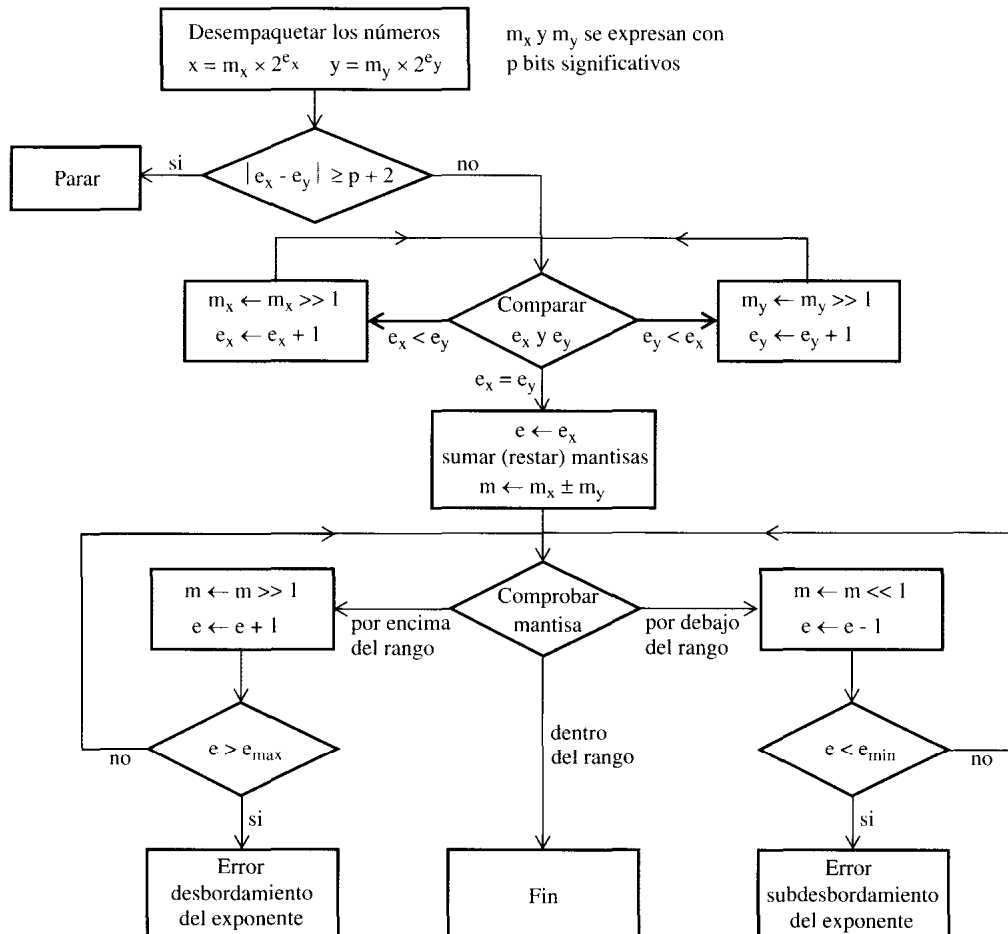 Desempaquetar los números
x = m_x × 2^{e_x} y = m_y × 2^{e_y}
m_x y m_y se expresan con
p bits significativos
Parar
si
| e_x - e_y | ≥ p + 2
no
m_x ← m_x >> 1
e_x ← e_x + 1
e_x < e_y
Comparar
e_x y e_y
e_y < e_x
m_y ← m_y >> 1
e_y ← e_y + 1
e_x = e_y
e ← e_x
sumar (restar) mantisas
m ← m_x ± m_y
m ← m >> 1
e ← e + 1
por encima
del rango
Comprobar
mantisa
por debajo
del rango
m ← m << 1
e ← e - 1
no
e > e_max
si
dentro
del rango
e < e_min
no
si
Error
desbordamiento
del exponente
Fin
Error
subdesbordamiento
del exponente